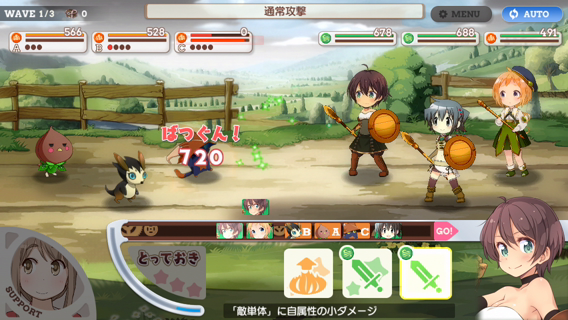 WAVE 1/3 0
通常攻撃
MENU
AUTO
566
528
0
678
688
491
A
B
C
ばつぐん!
720
B A C
GO!
とっておき
SUPPORT
「敵単体」に自属性の小ダメージ